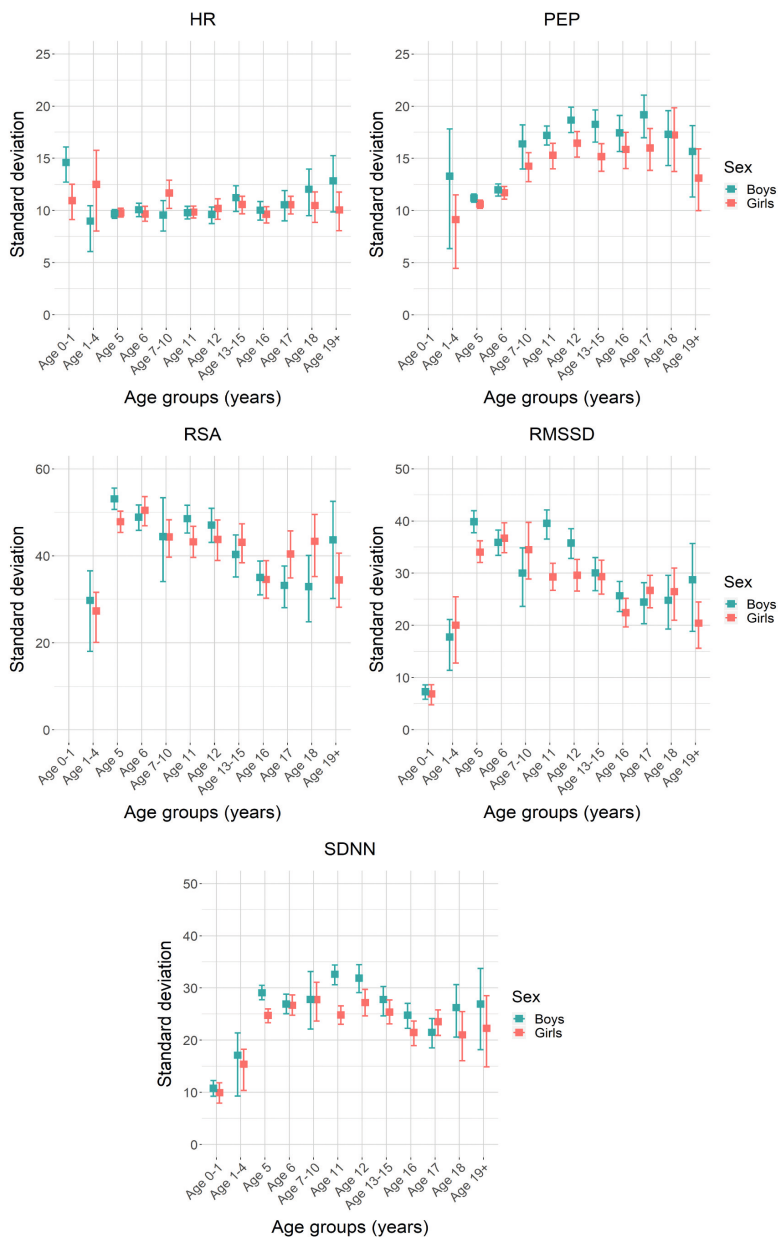 HR
Standard deviation
25
20
15
10
5
0
Age 0-1
Age 1-4
Age 5
Age 6
Age 7-10
Age 11
Age 12
Age 13-15
Age 16
Age 17
Age 18
Age 19+
Age groups (years)
PEP
Standard deviation
25
20
15
10
5
0
Age 0-1
Age 1-4
Age 5
Age 6
Age 7-10
Age 11
Age 12
Age 13-15
Age 16
Age 17
Age 18
Age 19+
Age groups (years)
Sex
Boys
Girls
RSA
Standard deviation
60
40
20
0
Age 0-1
Age 1-4
Age 5
Age 6
Age 7-10
Age 11
Age 12
Age 13-15
Age 16
Age 17
Age 18
Age 19+
Age groups (years)
RMSSD
Standard deviation
50
40
30
20
10
0
Age 0-1
Age 1-4
Age 5
Age 6
Age 7-10
Age 11
Age 12
Age 13-15
Age 16
Age 17
Age 18
Age 19+
Age groups (years)
Sex
Boys
Girls
SDNN
Standard deviation
50
40
30
20
10
0
Age 0-1
Age 1-4
Age 5
Age 6
Age 7-10
Age 11
Age 12
Age 13-15
Age 16
Age 17
Age 18
Age 19+
Age groups (years)
Sex
Boys
Girls